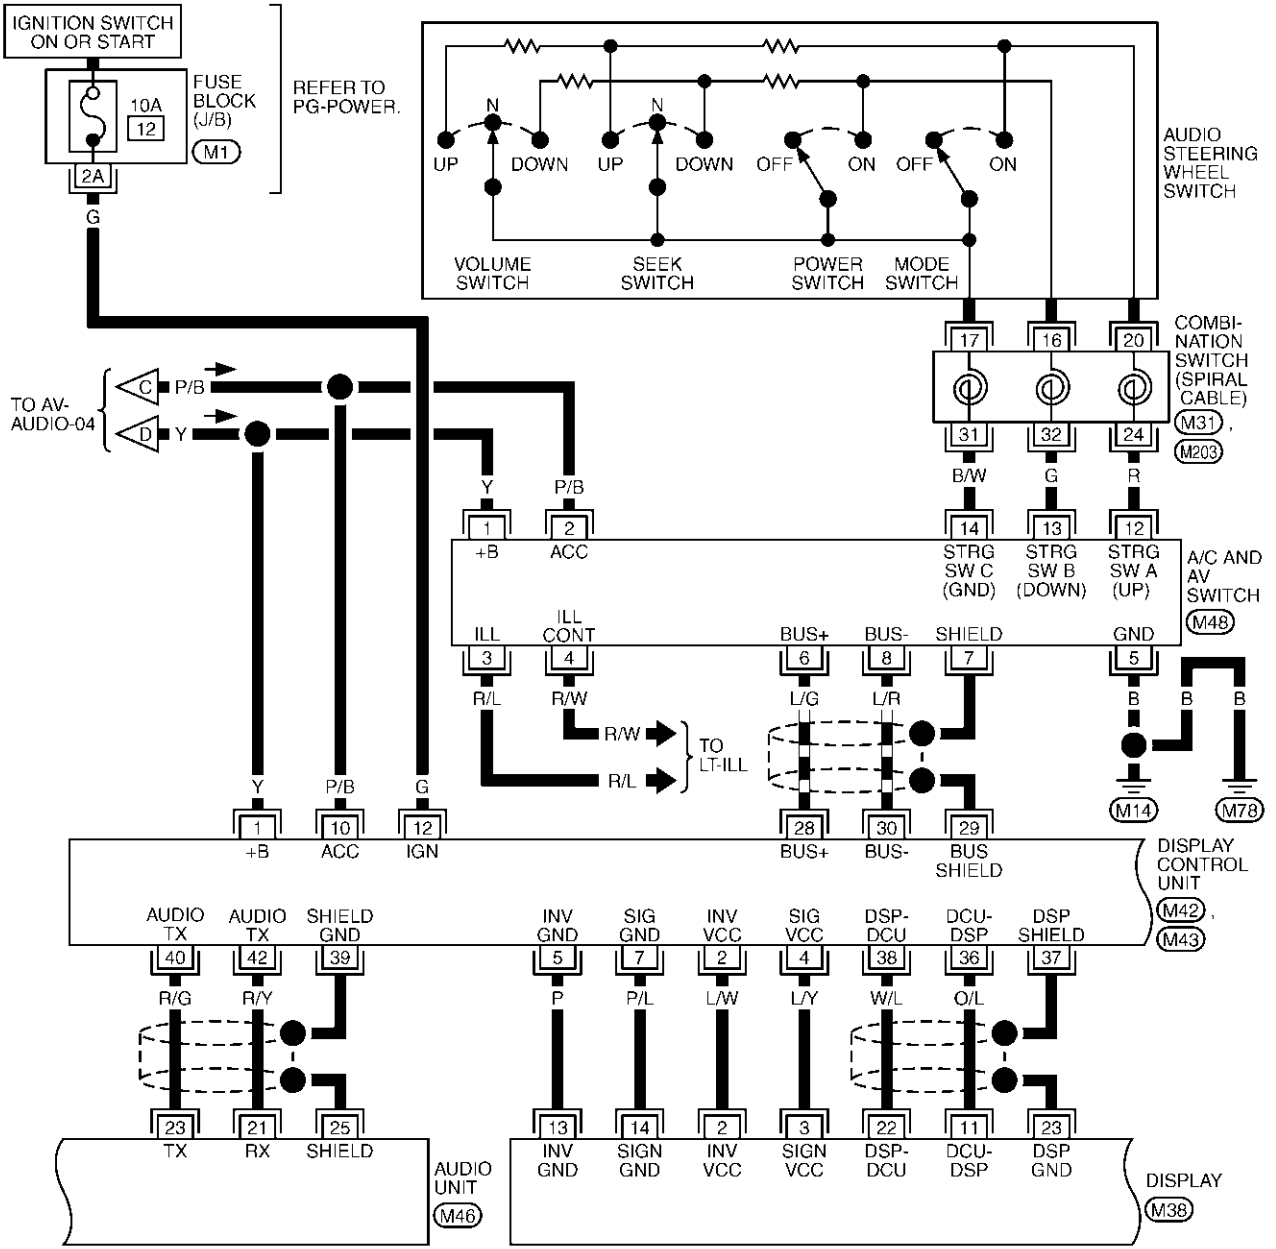 IGNITION SWITCH
ON OR START
FUSE
BLOCK
(J/B)
M1
10A
12
2A
G
REFER TO
PG-POWER.
N
N
UP
DOWN
UP
DOWN
OFF
ON
OFF
ON
VOLUME
SWITCH
SEEK
SWITCH
POWER
SWITCH
MODE
SWITCH
AUDIO
STEERING
WHEEL
SWITCH
17
16
20
COMBI-
NATION
SWITCH
(SPIRAL
CABLE)
M31 ,
M203
31
32
24
B/W
G
R
TO AV-
AUDIO-04
C
P/B
D
Y
Y
P/B
1
2
14
13
12
+B
ACC
STRG
SW C
(GND)
STRG
SW B
(DOWN)
STRG
SW A
(UP)
A/C AND
AV
SWITCH
M48
ILL
ILL
CONT
BUS+
BUS-
SHIELD
GND
3
4
6
8
7
5
R/L
R/W
L/G
L/R
B
B
B
R/W
R/L
TO
LT-ILL
M14
M78
Y
P/B
G
1
10
12
28
30
29
+B
ACC
IGN
BUS+
BUS-
BUS
SHIELD
DISPLAY
CONTROL
UNIT
M42 ,
M43
AUDIO
TX
AUDIO
TX
SHIELD
GND
INV
GND
SIG
GND
INV
VCC
SIG
VCC
DSP-
DCU
DCU-
DSP
DSP
SHIELD
40
42
39
5
7
2
4
38
36
37
R/G
R/Y
P
P/L
L/W
L/Y
W/L
O/L
23
21
25
13
14
2
3
22
11
23
TX
RX
SHIELD
INV
GND
SIGN
GND
INV
VCC
SIGN
VCC
DSP-
DCU
DCU-
DSP
DSP
GND
AUDIO
UNIT
M46
DISPLAY
M38